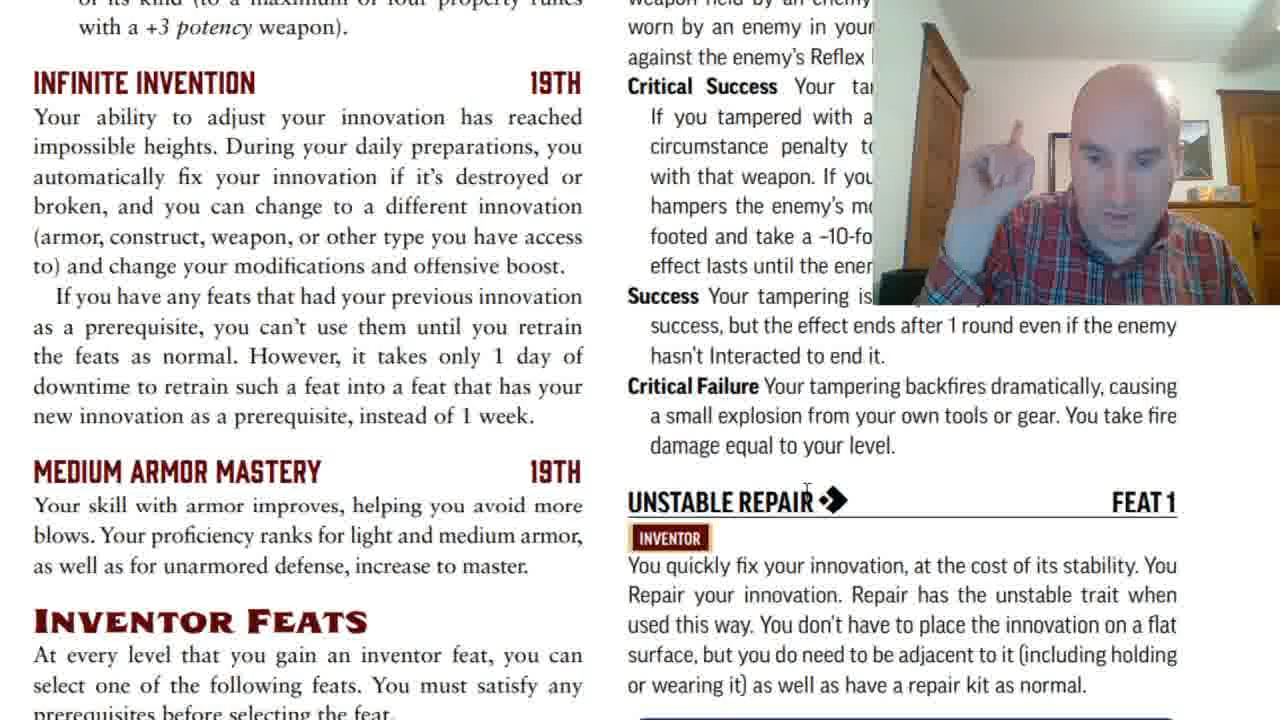 of its kind (to a maximum of four property runes
with a +3 potency weapon).
INFINITE INVENTION 19TH
Your ability to adjust your innovation has reached
impossible heights. During your daily preparations, you
automatically fix your innovation if it's destroyed or
broken, and you can change to a different innovation
(armor, construct, weapon, or other type you have access
to) and change your modifications and offensive boost.
If you have any feats that had your previous innovation
as a prerequisite, you can't use them until you retrain
the feats as normal. However, it takes only 1 day of
downtime to retrain such a feat into a feat that has your
new innovation as a prerequisite, instead of 1 week.
MEDIUM ARMOR MASTERY 19TH
Your skill with armor improves, helping you avoid more
blows. Your proficiency ranks for light and medium armor,
as well as for unarmored defense, increase to master.
INVENTOR FEATS
At every level that you gain an inventor feat, you can
select one of the following feats. You must satisfy any
prerequisites before selecting the feat.
weapon held by an enemy
worn by an enemy in your
against the enemy's Reflex
Critical Success Your ta
If you tampered with a
circumstance penalty to
with that weapon. If you
hampers the enemy's mo
footed and take a –10-fo
effect lasts until the ener
Success Your tampering is
success, but the effect ends after 1 round even if the enemy
hasn't Interacted to end it.
Critical Failure Your tampering backfires dramatically, causing
a small explosion from your own tools or gear. You take fire
damage equal to your level.
UNSTABLE REPAIR FEAT 1
INVENTOR
You quickly fix your innovation, at the cost of its stability. You
Repair your innovation. Repair has the unstable trait when
used this way. You don't have to place the innovation on a flat
surface, but you do need to be adjacent to it (including holding
or wearing it) as well as have a repair kit as normal.